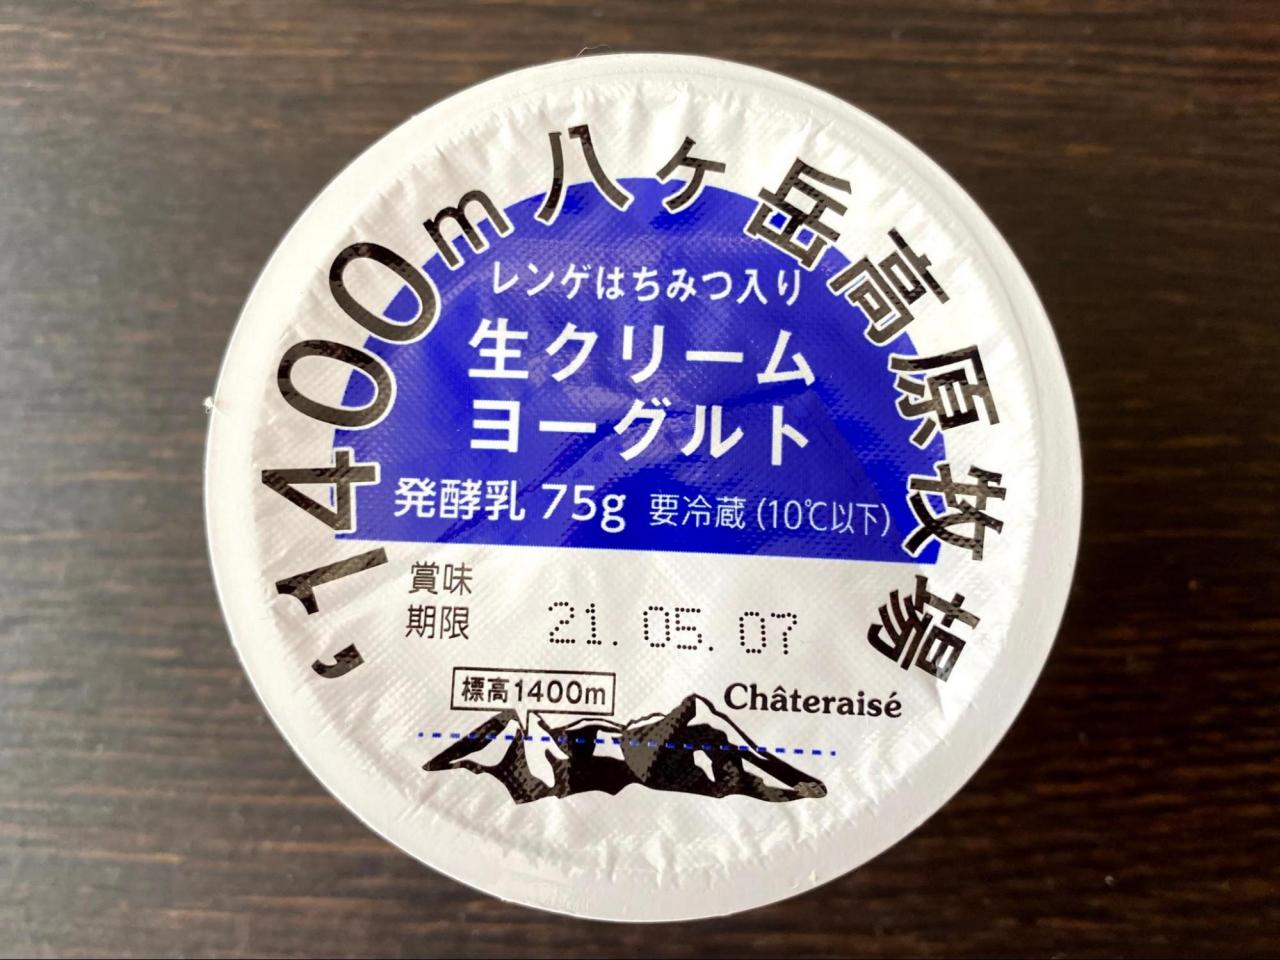 ,1400m八ヶ岳高原牧場
レンゲはちみつ入り
生クリーム
ヨーグルト
発酵乳 75g 要冷蔵 (10℃以下)
賞味
期限
21. 05. 07
標高1400m
Châteraisé